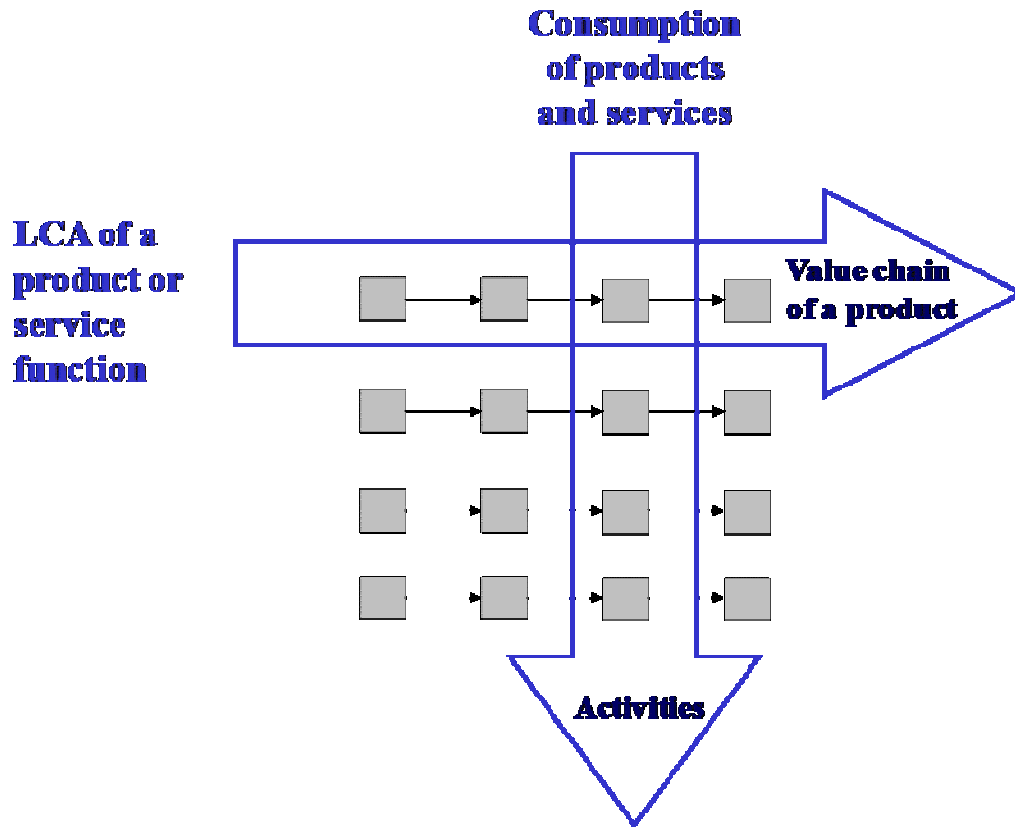 Consumption
of products
and services
LCA of a
product or
service
function
Value chain
of a product
Activities